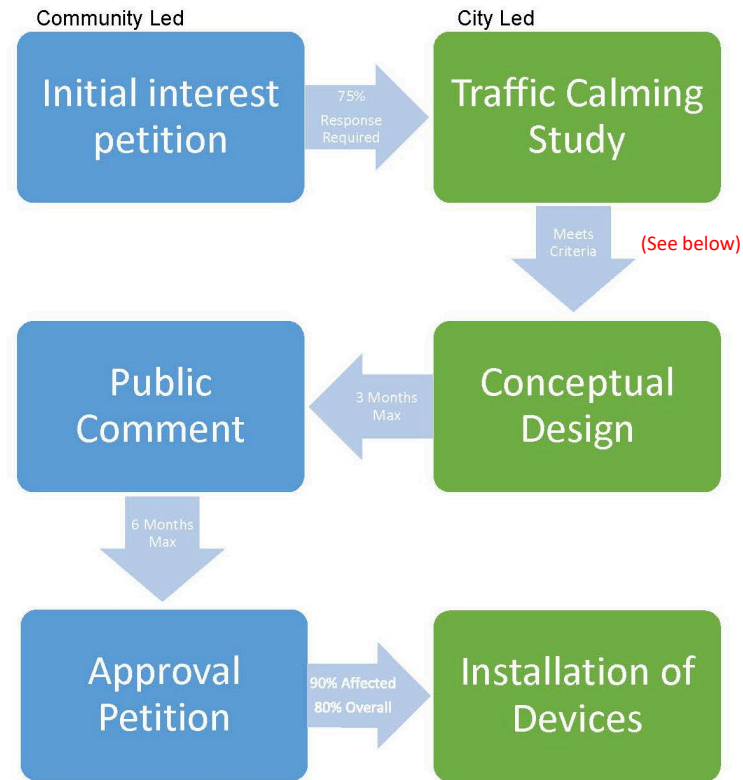 Community Led
City Led
Initial interest
petition
75%
Response
Required
Traffic Calming
Study
Meets
Criteria
(See below)
Conceptual
Design
3 Months
Max
Public
Comment
6 Months
Max
Approval
Petition
90% Affected
80% Overall
Installation of
Devices